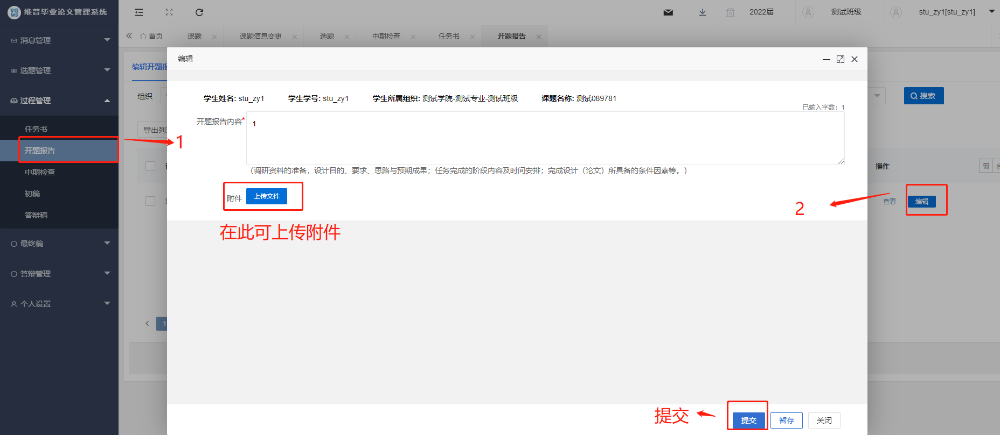 维普毕业论文管理系统
2022届
测试班级
stu_zy1[stu_zy1]
首页
课题
课题信息变更
选题
中期检查
任务书
开题报告
消息管理
选题管理
过程管理
任务书
开题报告
中期检查
初稿
答辩稿
最终稿
答辩管理
个人设置
编辑开题报
组织
搜索
导出列
操作
查看
编辑
1
编辑
学生姓名: stu_zy1
学生学号: stu_zy1
学生所属组织: 测试学院-测试专业-测试班级
课题名称: 测试089781
已输入字数: 1
开题报告内容*
1
（调研资料的准备，设计目的、要求、思路与预期成果；任务完成的阶段内容及时间安排；完成设计（论文）所具备的条件因素等。）
附件
上传文件
在此可上传附件
1
2
提交
提交
暂存
关闭